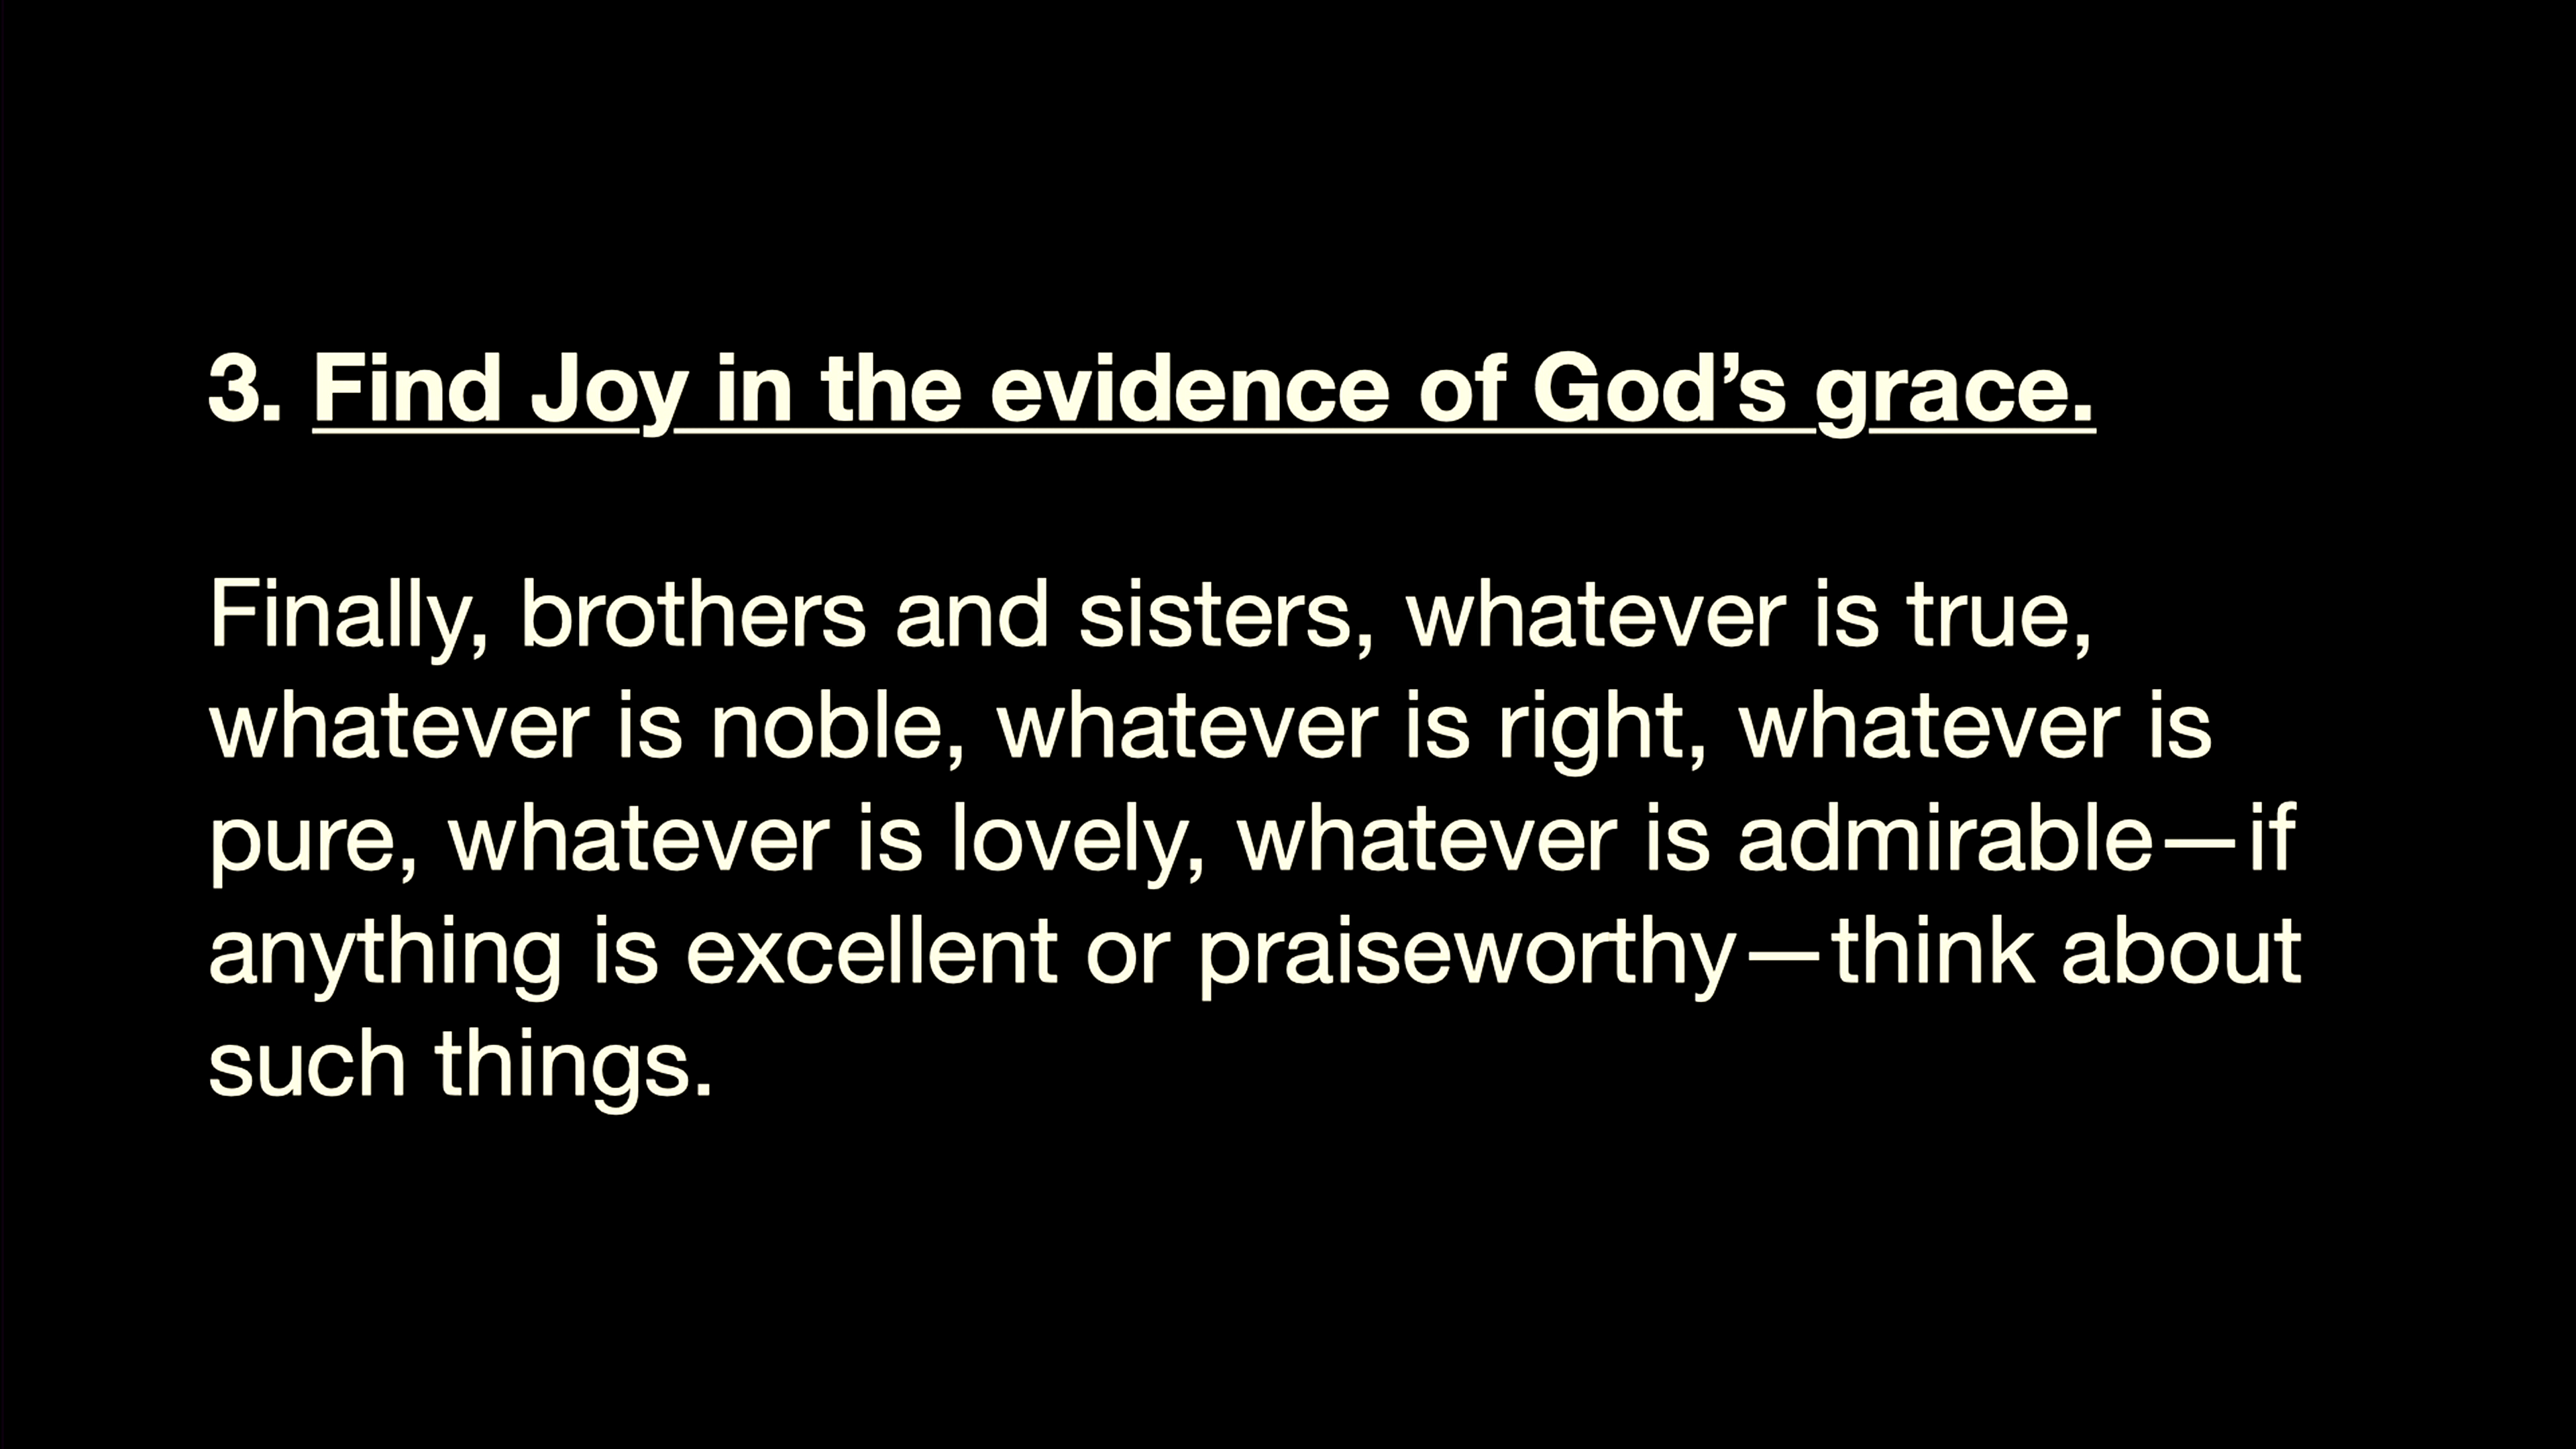 3. Find Joy in the evidence of God’s grace.
Finally, brothers and sisters, whatever is true,
whatever is noble, whatever is right, whatever is
pure, whatever is lovely, whatever is admirable—if
anything is excellent or praiseworthy—think about
such things.